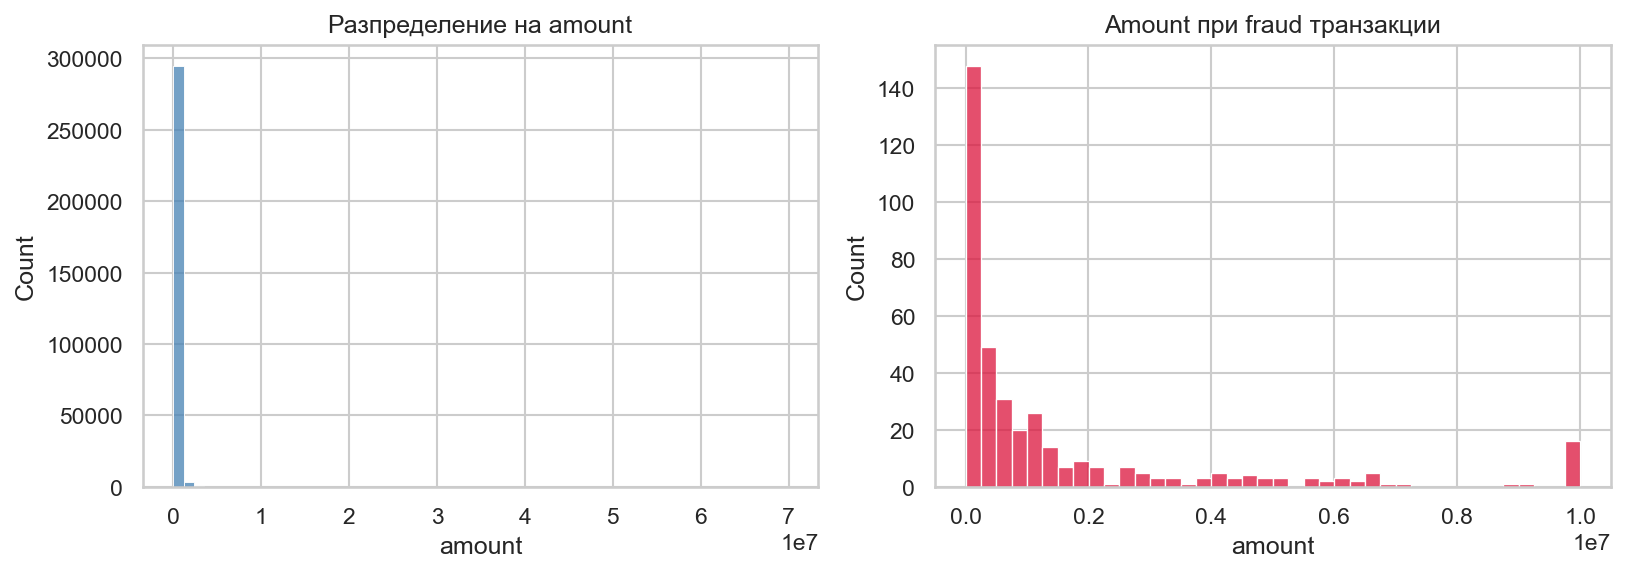 Разпределение на amount
300000
250000
200000
150000
100000
50000
0
Count
0 1 2 3 4 5 6 7
1e7
amount
Amount при fraud транзакции
140
120
100
80
60
40
20
0
Count
0.0 0.2 0.4 0.6 0.8 1.0
1e7
amount